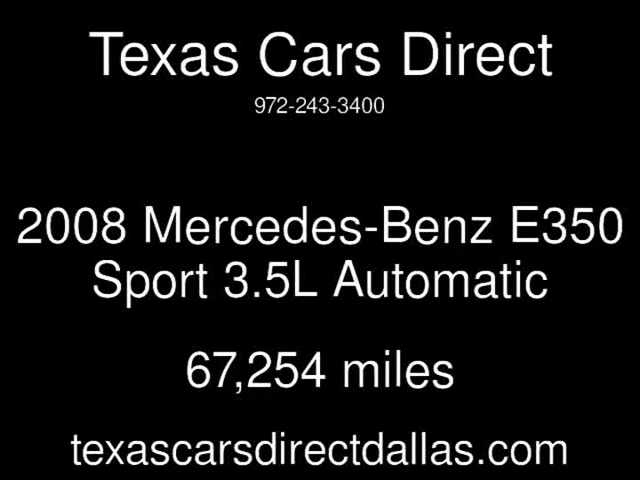 Texas Cars Direct
972-243-3400
2008 Mercedes-Benz E350
Sport 3.5L Automatic
67,254 miles
texascarsdirectdallas.com